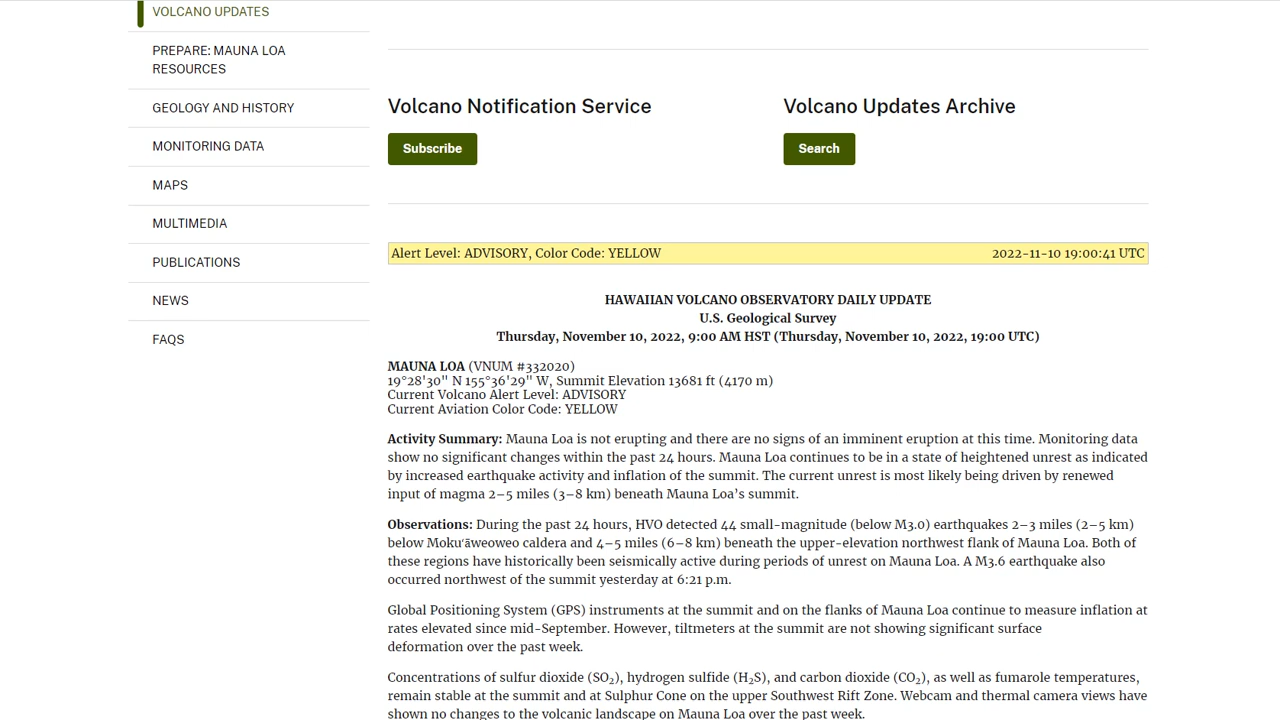 VOLCANO UPDATES
PREPARE: MAUNA LOA
RESOURCES
GEOLOGY AND HISTORY
MONITORING DATA
MAPS
MULTIMEDIA
PUBLICATIONS
NEWS
FAQS
Volcano Notification Service
Subscribe
Volcano Updates Archive
Search
Alert Level: ADVISORY, Color Code: YELLOW 2022-11-10 19:00:41 UTC
HAWAIIAN VOLCANO OBSERVATORY DAILY UPDATE
U.S. Geological Survey
Thursday, November 10, 2022, 9:00 AM HST (Thursday, November 10, 2022, 19:00 UTC)
MAUNA LOA (VNUM #332020)
19°28'30" N 155°36'29" W, Summit Elevation 13681 ft (4170 m)
Current Volcano Alert Level: ADVISORY
Current Aviation Color Code: YELLOW
Activity Summary: Mauna Loa is not erupting and there are no signs of an imminent eruption at this time. Monitoring data
show no significant changes within the past 24 hours. Mauna Loa continues to be in a state of heightened unrest as indicated
by increased earthquake activity and inflation of the summit. The current unrest is most likely being driven by renewed
input of magma 2–5 miles (3–8 km) beneath Mauna Loa’s summit.
Observations: During the past 24 hours, HVO detected 44 small-magnitude (below M3.0) earthquakes 2–3 miles (2–5 km)
below Mokuʻāweoweo caldera and 4–5 miles (6–8 km) beneath the upper-elevation northwest flank of Mauna Loa. Both of
these regions have historically been seismically active during periods of unrest on Mauna Loa. A M3.6 earthquake also
occurred northwest of the summit yesterday at 6:21 p.m.
Global Positioning System (GPS) instruments at the summit and on the flanks of Mauna Loa continue to measure inflation at
rates elevated since mid-September. However, tiltmeters at the summit are not showing significant surface
deformation over the past week.
Concentrations of sulfur dioxide (SO₂), hydrogen sulfide (H₂S), and carbon dioxide (CO₂), as well as fumarole temperatures,
remain stable at the summit and at Sulphur Cone on the upper Southwest Rift Zone. Webcam and thermal camera views have
shown no changes to the volcanic landscape on Mauna Loa over the past week.